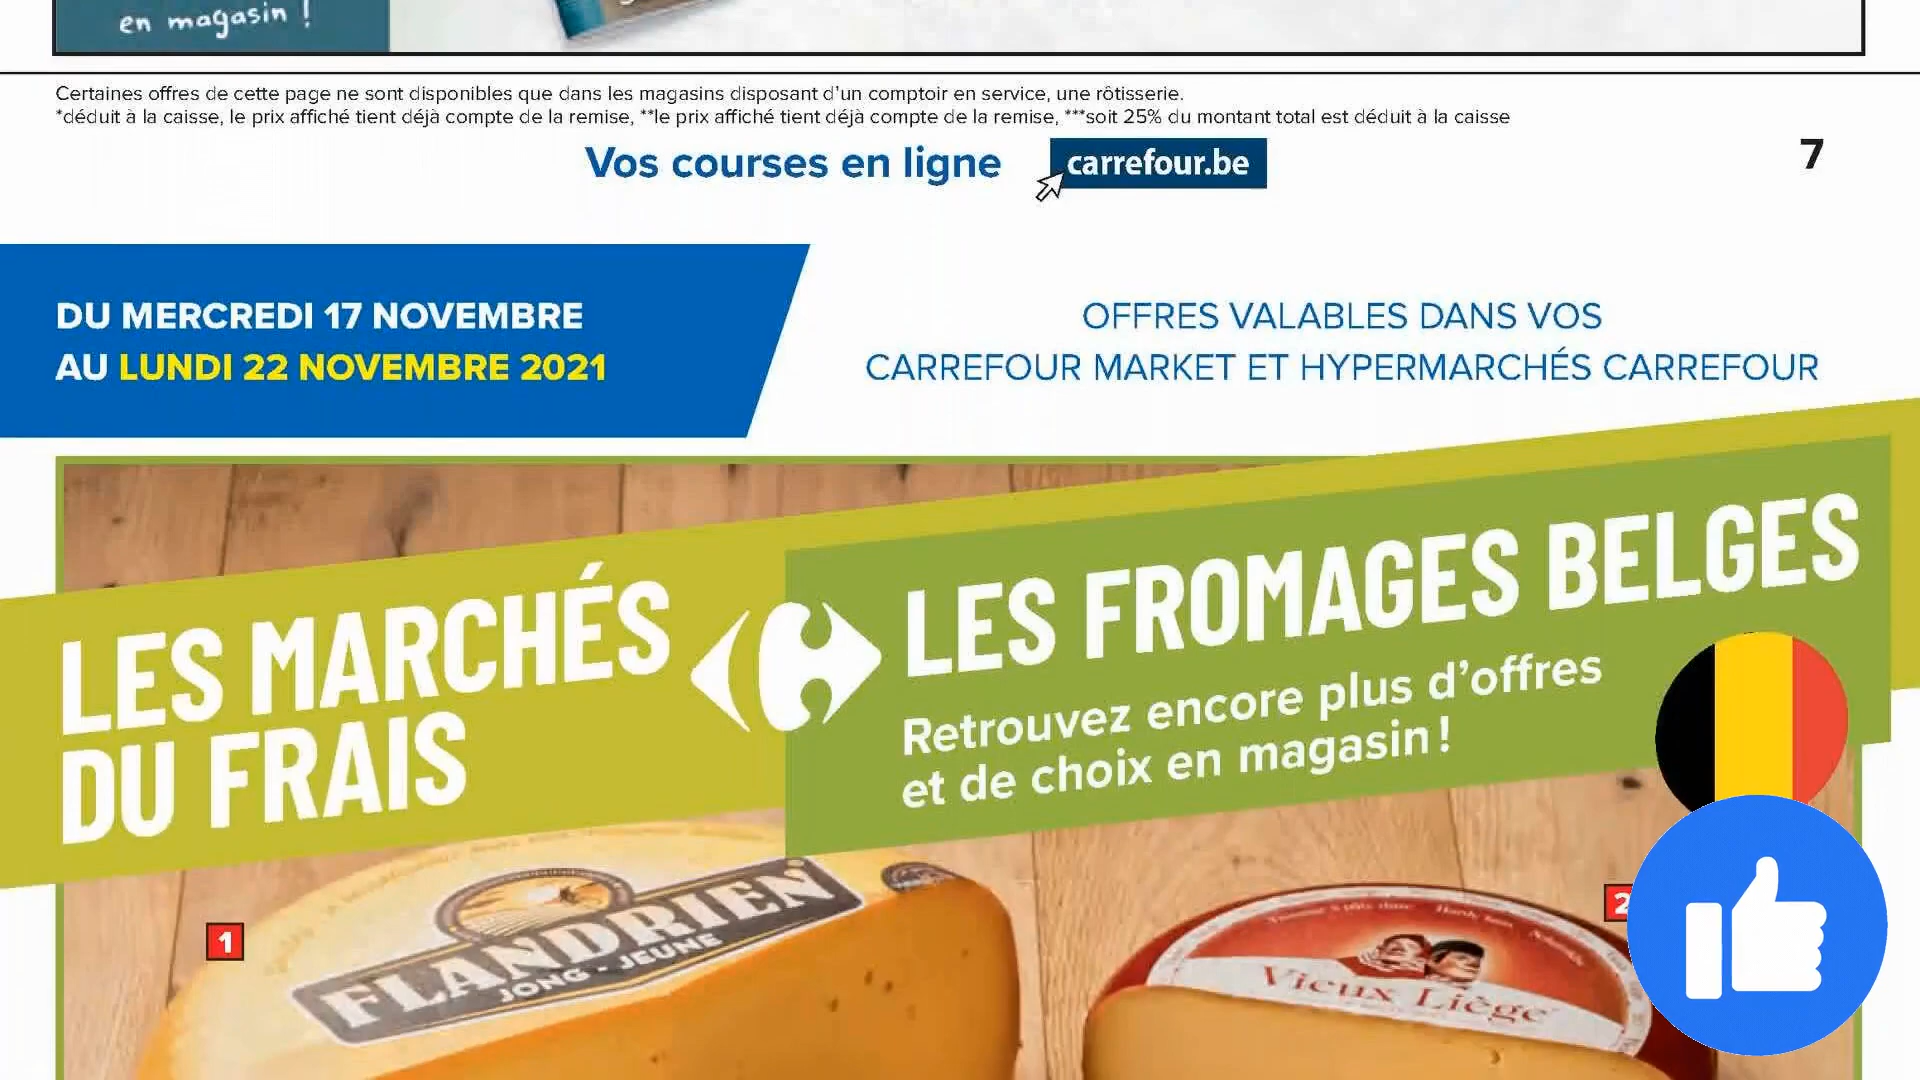 en magasin !
Certaines offres de cette page ne sont disponibles que dans les magasins disposant d'un comptoir en service, une rôtisserie.
*déduit à la caisse, le prix affiché tient déjà compte de la remise, **le prix affiché tient déjà compte de la remise, ***soit 25% du montant total est déduit à la caisse
Vos courses en ligne carrefour.be
7
DU MERCREDI 17 NOVEMBRE
AU LUNDI 22 NOVEMBRE 2021
OFFRES VALABLES DANS VOS
CARREFOUR MARKET ET HYPERMARCHÉS CARREFOUR
LES MARCHÉS
DU FRAIS
LES FROMAGES BELGES
Retrouvez encore plus d'offres
et de choix en magasin !
1
FLANDRIEN
JONG - JEUNE
2
Vieux Liège